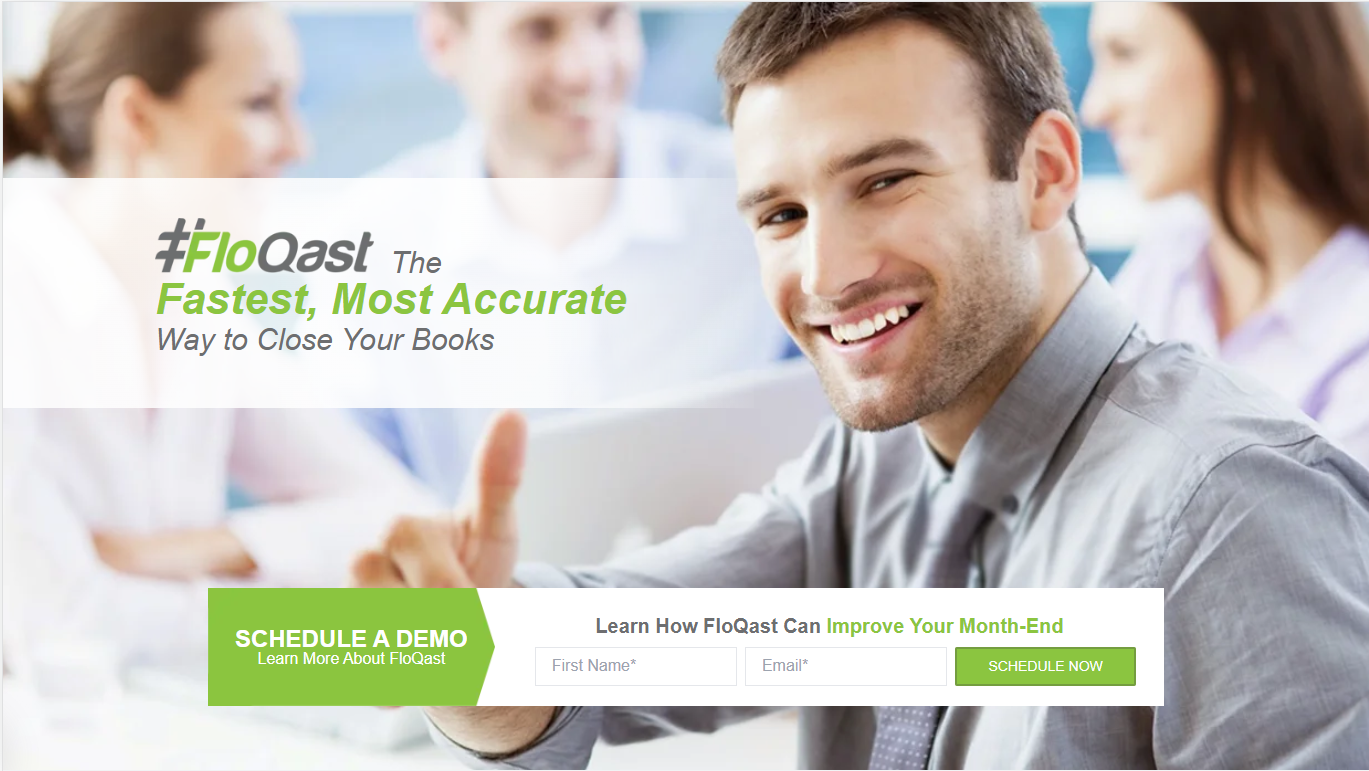 #FloQast The
Fastest, Most Accurate
Way to Close Your Books
SCHEDULE A DEMO
Learn More About FloQast
Learn How FloQast Can Improve Your Month-End
First Name*
Email*
SCHEDULE NOW